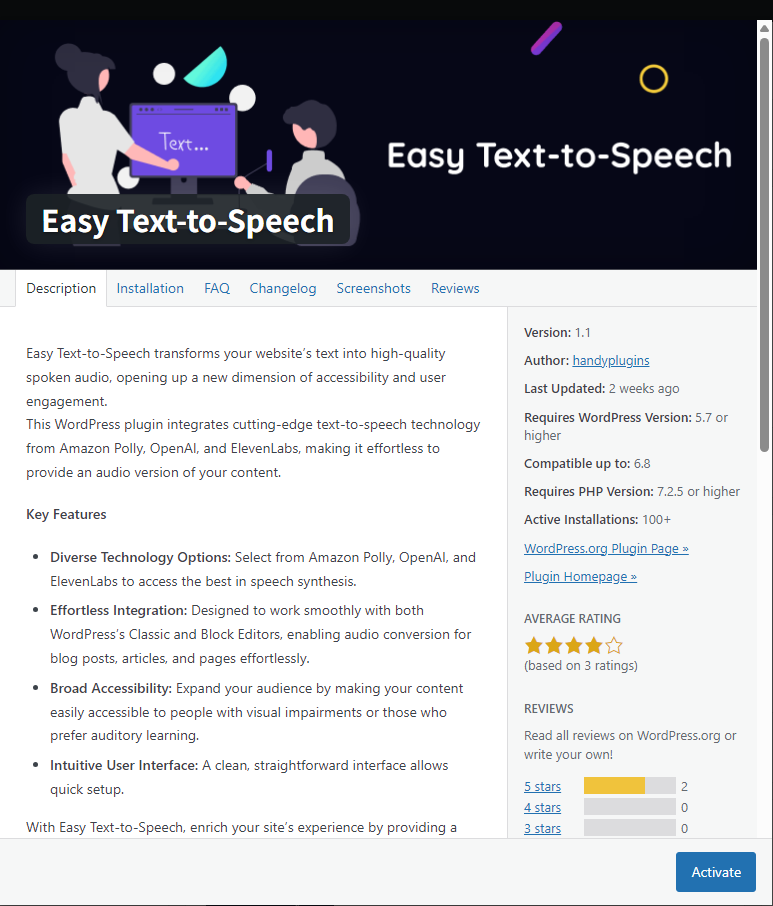 Text...
Easy Text-to-Speech
Easy Text-to-Speech
Description Installation FAQ Changelog Screenshots Reviews
Easy Text-to-Speech transforms your website’s text into high-quality
spoken audio, opening up a new dimension of accessibility and user
engagement.
This WordPress plugin integrates cutting-edge text-to-speech technology
from Amazon Polly, OpenAI, and ElevenLabs, making it effortless to
provide an audio version of your content.
Key Features
Diverse Technology Options: Select from Amazon Polly, OpenAI, and
ElevenLabs to access the best in speech synthesis.
Effortless Integration: Designed to work smoothly with both
WordPress’s Classic and Block Editors, enabling audio conversion for
blog posts, articles, and pages effortlessly.
Broad Accessibility: Expand your audience by making your content
easily accessible to people with visual impairments or those who
prefer auditory learning.
Intuitive User Interface: A clean, straightforward interface allows
quick setup.
With Easy Text-to-Speech, enrich your site’s experience by providing a
Version: 1.1
Author: handyplugins
Last Updated: 2 weeks ago
Requires WordPress Version: 5.7 or
higher
Compatible up to: 6.8
Requires PHP Version: 7.2.5 or higher
Active Installations: 100+
WordPress.org Plugin Page »
Plugin Homepage »
AVERAGE RATING
(based on 3 ratings)
REVIEWS
Read all reviews on WordPress.org or
write your own!
5 stars 2
4 stars 0
3 stars 0
Activate